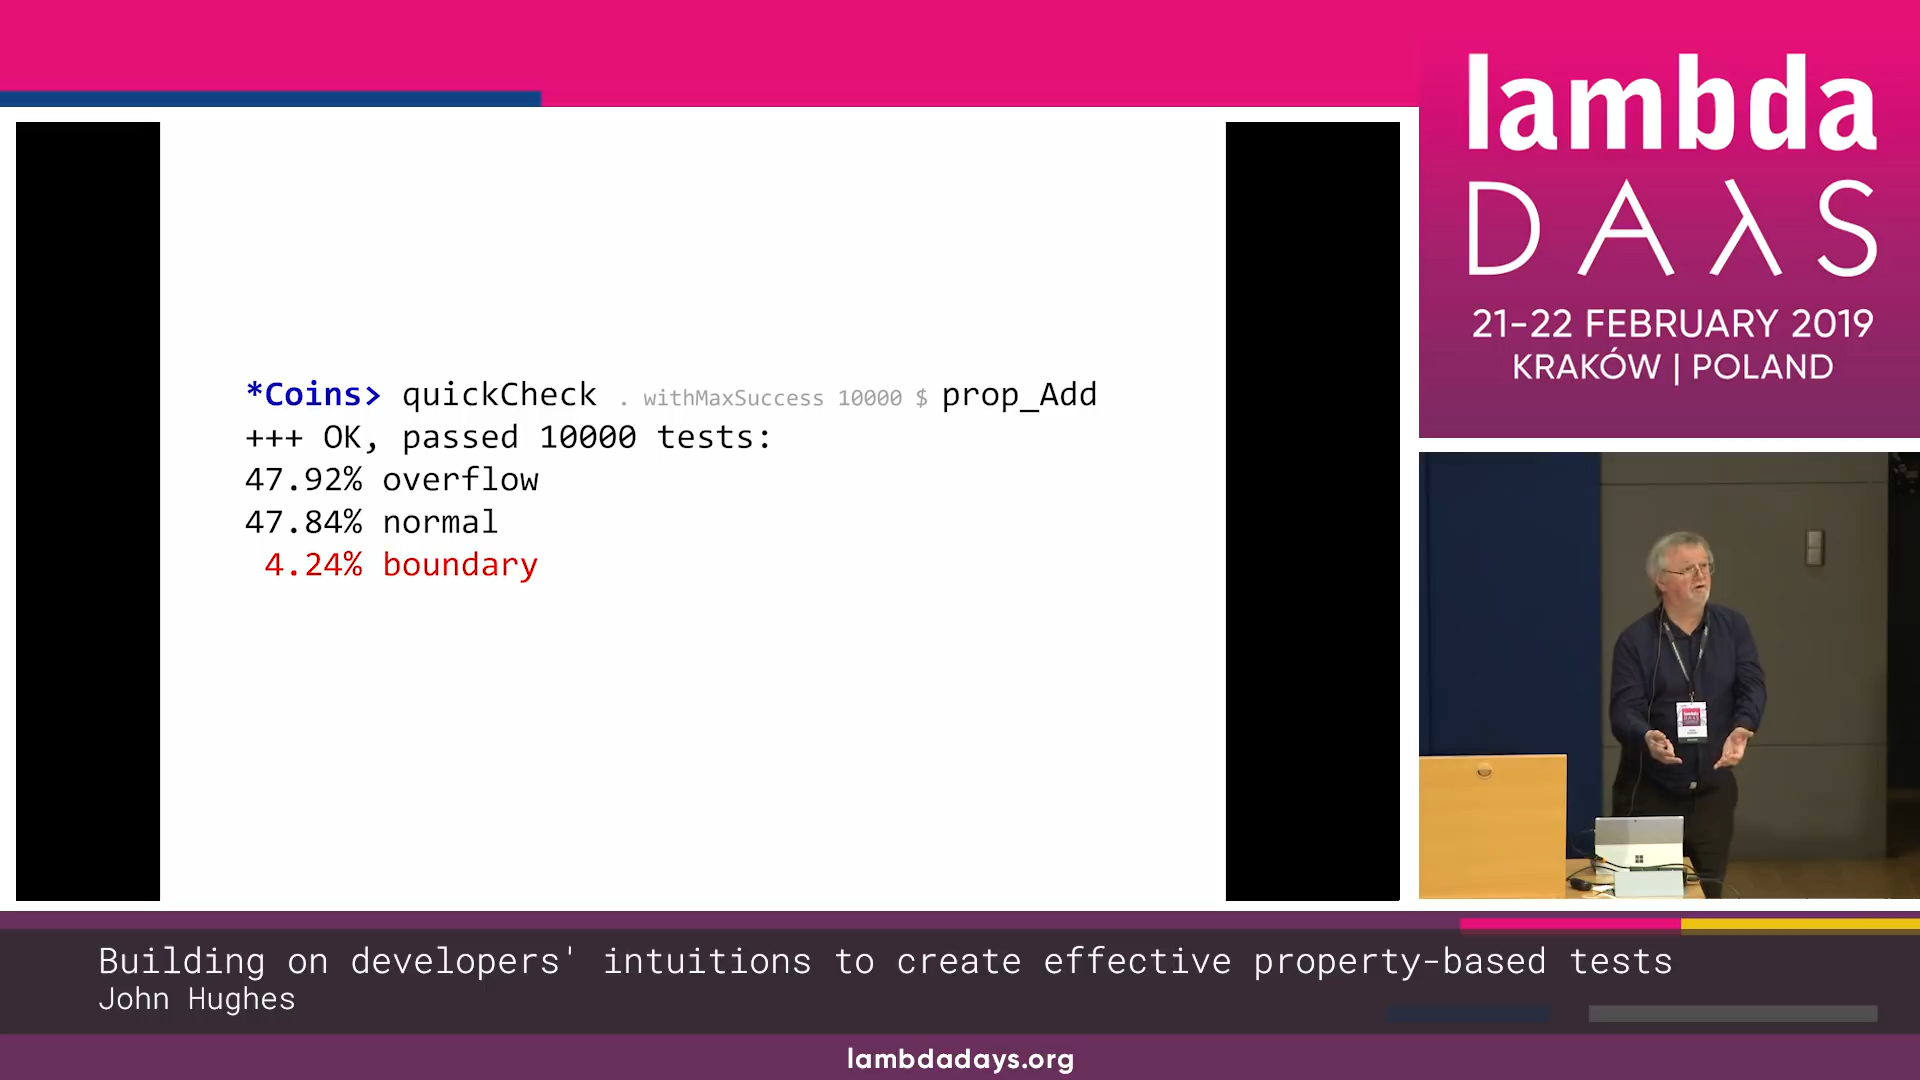 lambda
DAYS
21-22 FEBRUARY 2019
KRAKÓW | POLAND
*Coins> quickCheck . withMaxSuccess 10000 $ prop_Add
+++ OK, passed 10000 tests:
47.92% overflow
47.84% normal
4.24% boundary
lambda
Building on developers' intuitions to create effective property-based tests
John Hughes
lambdadays.org